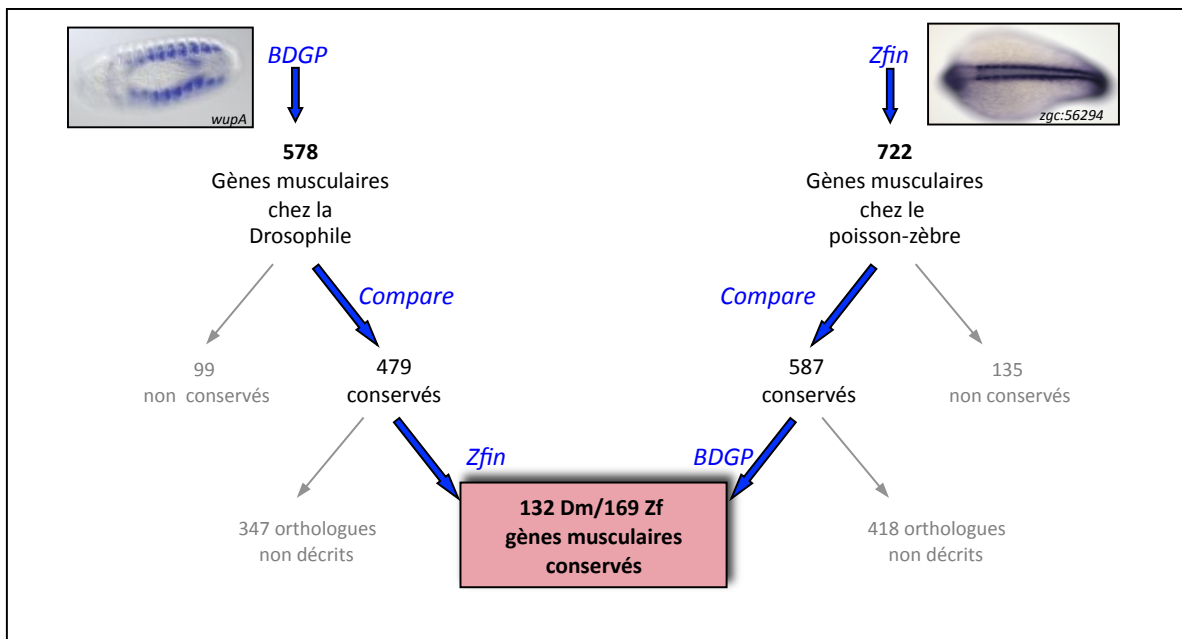 BDGP
wupA
578
Gènes musculaires
chez la
Drosophile
Zfin
zgc:56294
722
Gènes musculaires
chez le
poisson-zèbre
Compare
Compare
99
non conservés
479
conservés
587
conservés
135
non conservés
Zfin
BDGP
347 orthologues
non décrits
132 Dm/169 Zf
gènes musculaires
conservés
418 orthologues
non décrits